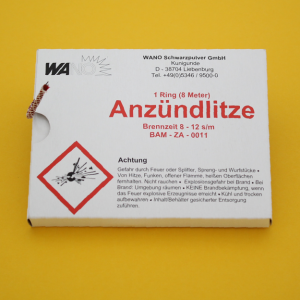 WANO
WANO Schwarzpulver GmbH
Kunigunde
D - 38704 Liebenburg
Tel. +49(0)5346 / 95(0)-0
1 Ring (8 Meter)
Anzündlitze
Brennzeit 8 - 12 s/m
BAM - ZA - 0011
Achtung
Gefahr durch Feuer oder Splitter, Spreng- und Wurfstücke •
Von Hitze, Funken, offener Flamme, heißen Oberflächen
fernhalten. Nicht rauchen • Explosionsgefahr bei Brand •
Brand: Umgebung räumen • KEINE Brandbekämpfung, wenn
das Feuer explosive Erzeugnisse erreicht • Kühl und trocken
aufbewahren • Inhalt/Behälter gesicherter Entsorgung
zuführen.